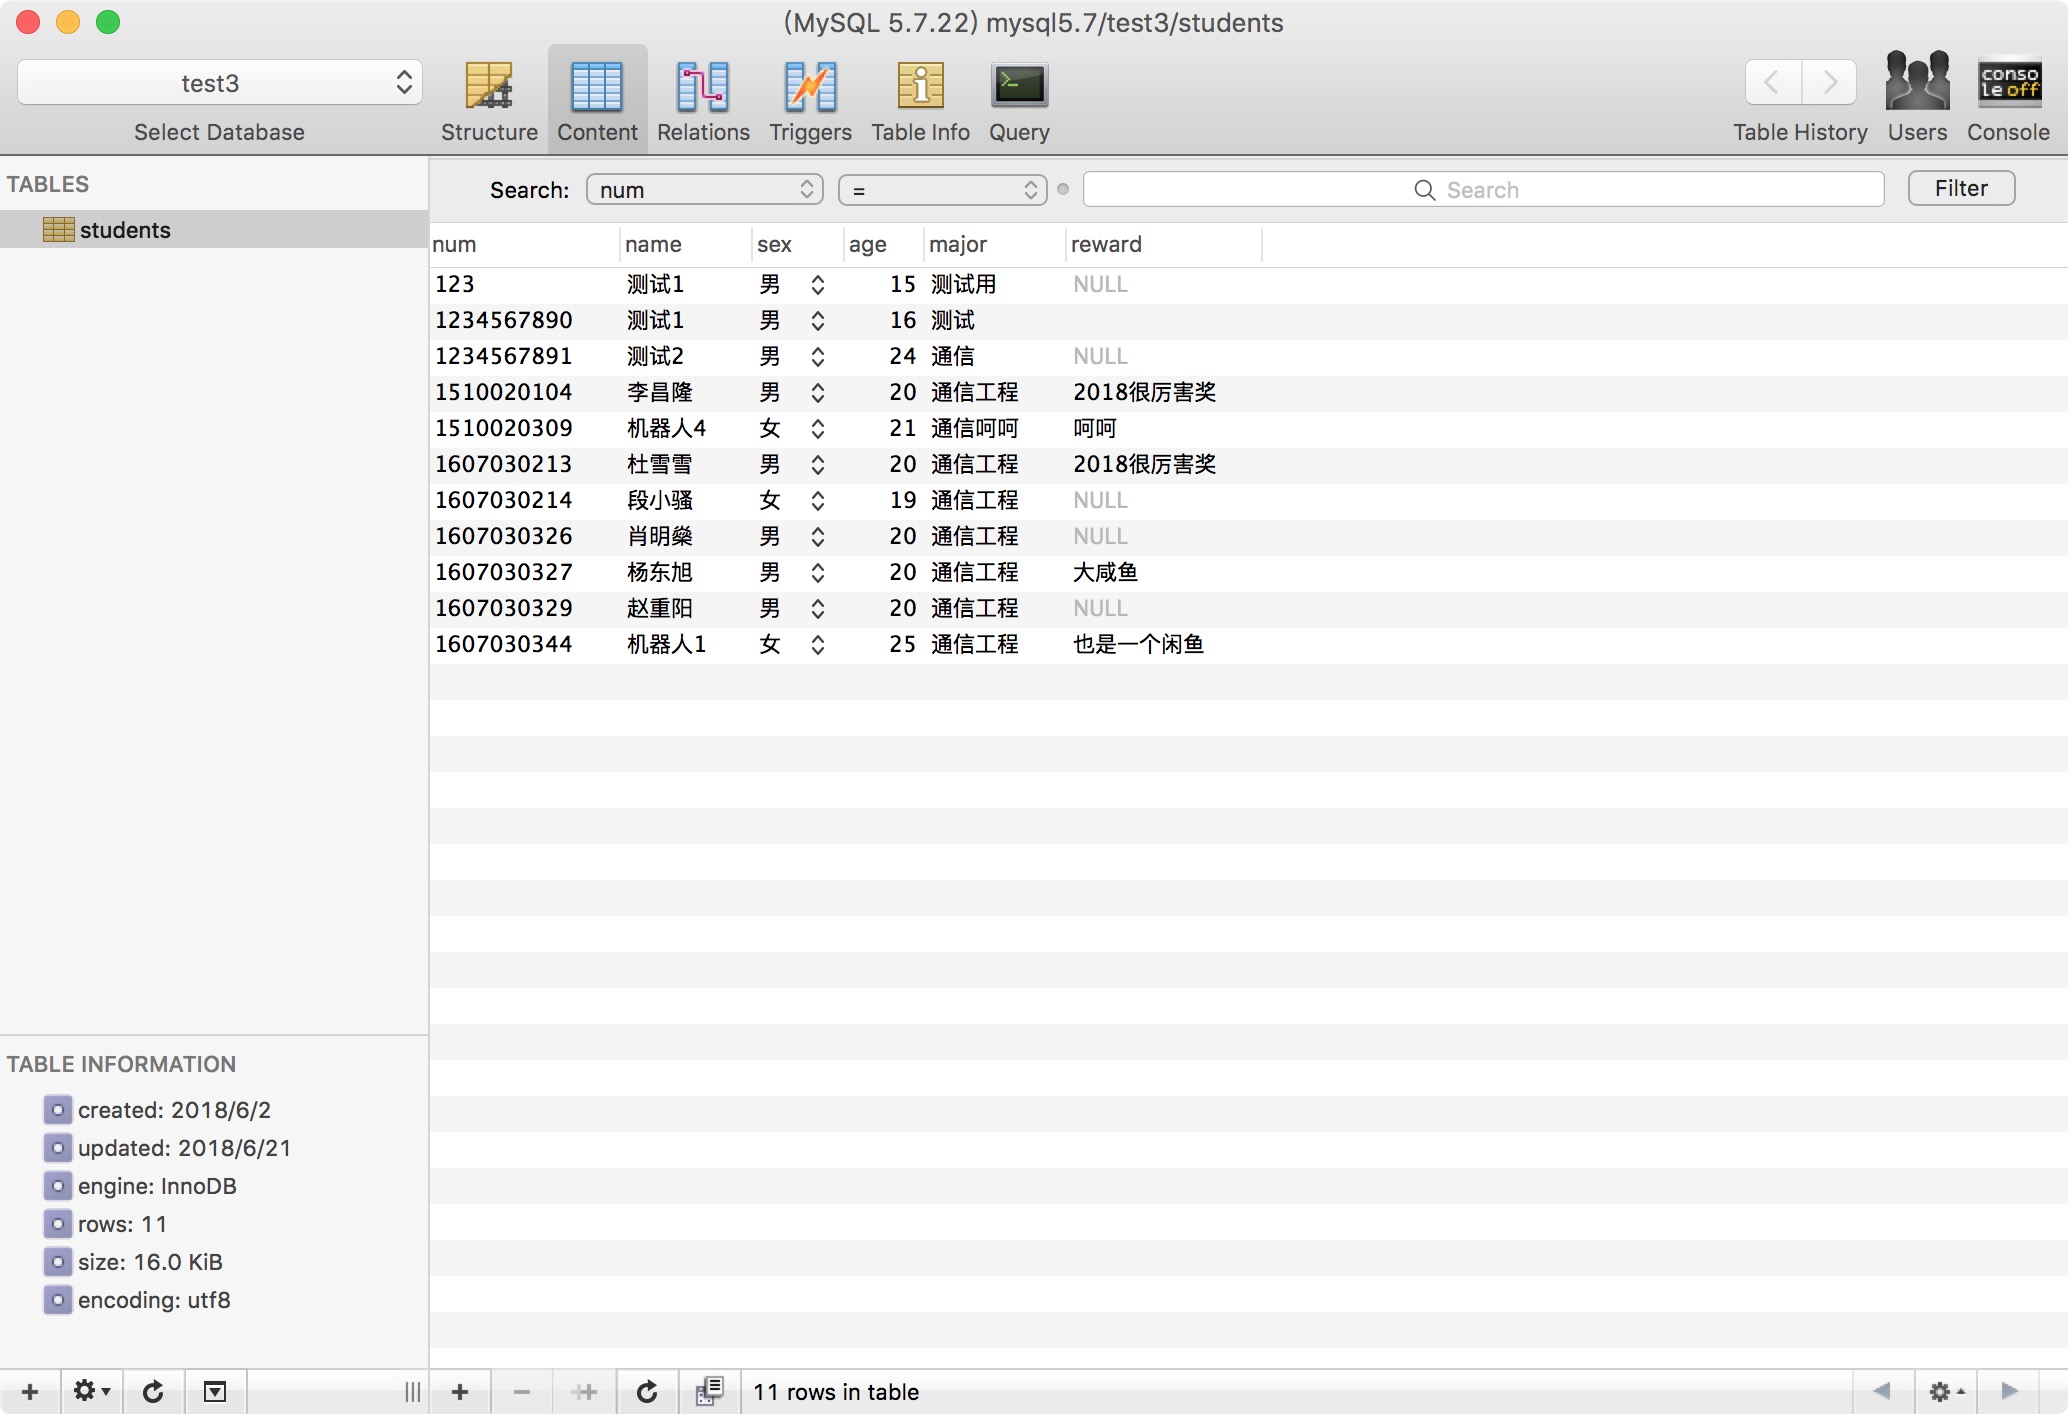 (MySQL 5.7.22) mysql5.7/test3/students
test3
Select Database
Structure Content Relations Triggers Table Info Query
Table History Users Console
conso
le off
TABLES
students
Search: num = Search Filter
num name sex age major reward
123 测试1 男 15 测试用 NULL
1234567890 测试1 男 16 测试
1234567891 测试2 男 24 通信 NULL
1510020104 李昌隆 男 20 通信工程 2018很厉害奖
1510020309 机器人4 女 21 通信呵呵 呵呵
1607030213 杜雪雪 男 20 通信工程 2018很厉害奖
1607030214 段小骚 女 19 通信工程 NULL
1607030326 肖明燊 男 20 通信工程 NULL
1607030327 杨东旭 男 20 通信工程 大咸鱼
1607030329 赵重阳 男 20 通信工程 NULL
1607030344 机器人1 女 25 通信工程 也是一个闲鱼
TABLE INFORMATION
created: 2018/6/2
updated: 2018/6/21
engine: InnoDB
rows: 11
size: 16.0 KiB
encoding: utf8
11 rows in table